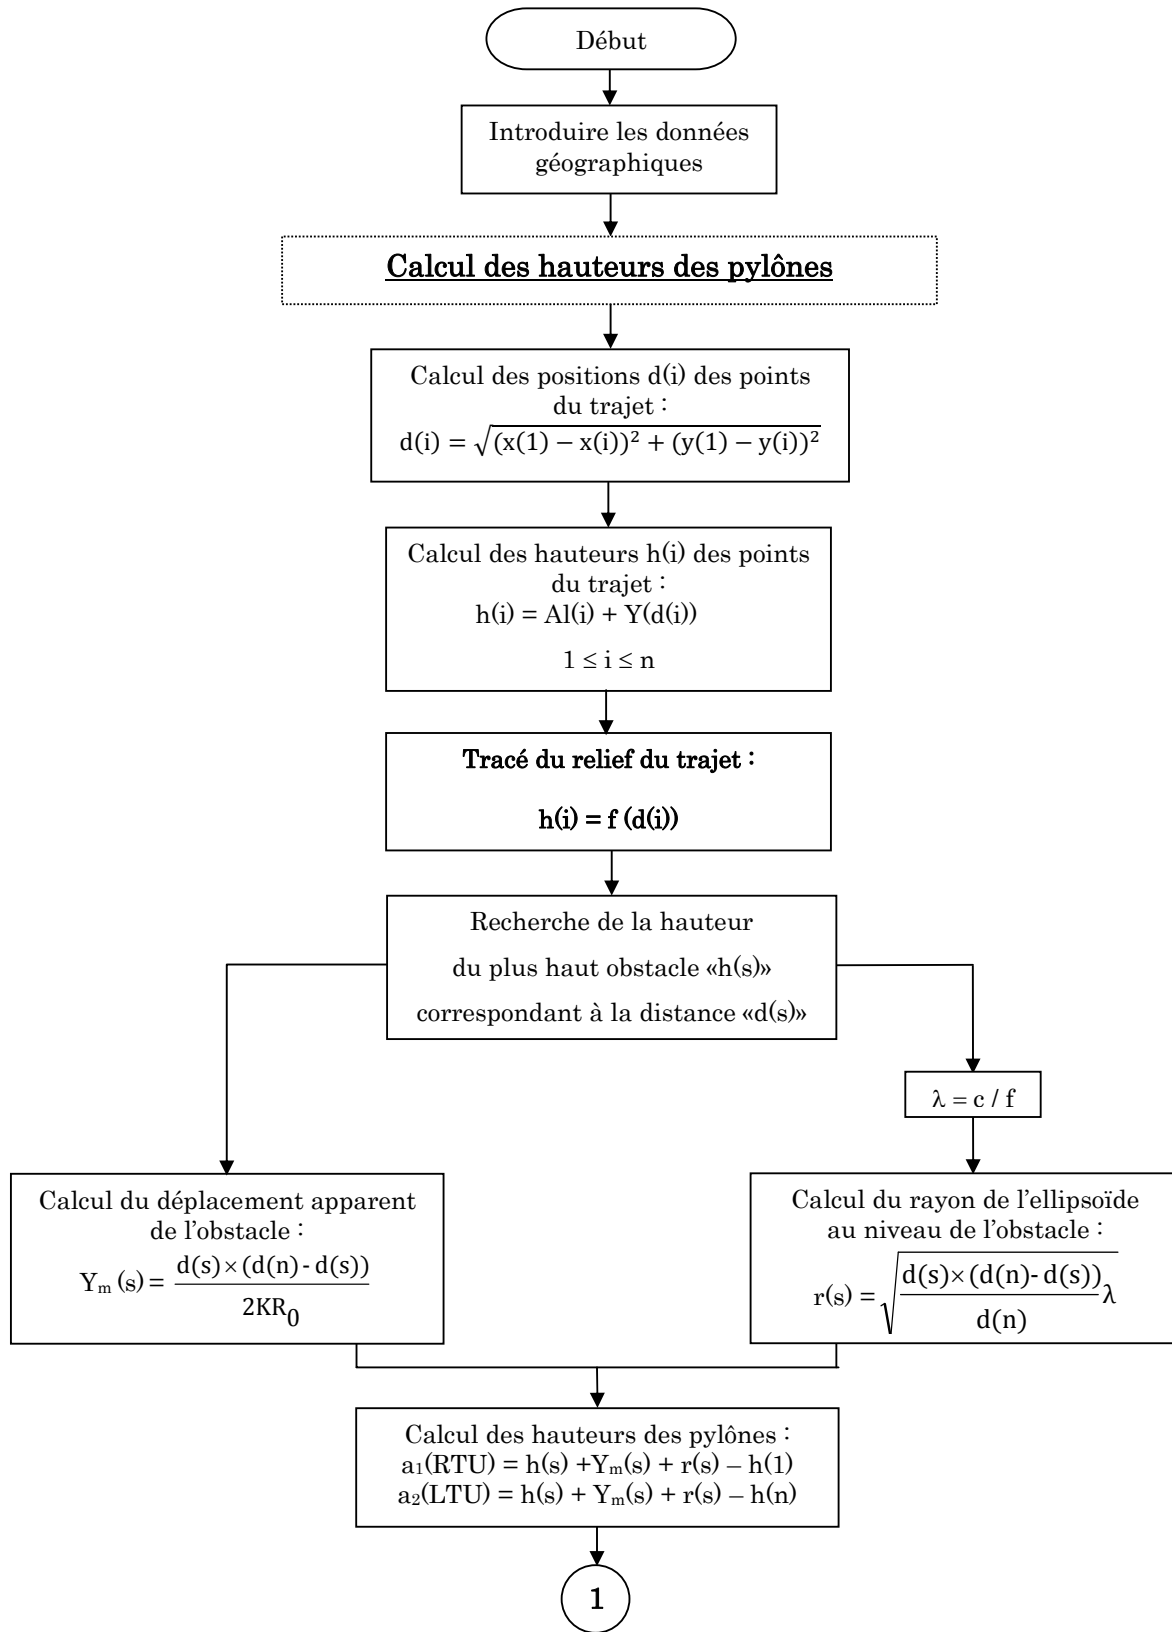 Début
Introduire les données
géographiques
Calcul des hauteurs des pylônes
Calcul des positions d(i) des points
du trajet :
d(i) = √((x(1) − x(i))² + (y(1) − y(i))²)
Calcul des hauteurs h(i) des points
du trajet :
h(i) = Al(i) + Y(d(i))
1 ≤ i ≤ n
Tracé du relief du trajet :
h(i) = f (d(i))
Recherche de la hauteur
du plus haut obstacle «h(s)»
correspondant à la distance «d(s)»
λ = c / f
Calcul du déplacement apparent
de l'obstacle :
Yₘ (s) = d(s)×(d(n)-d(s)) / 2KR₀
Calcul du rayon de l'ellipsoïde
au niveau de l'obstacle :
r(s) = √(d(s)×(d(n)-d(s)) / d(n) λ)
Calcul des hauteurs des pylônes :
a₁(RTU) = h(s) +Yₘ(s) + r(s) – h(1)
a₂(LTU) = h(s) + Yₘ(s) + r(s) – h(n)
1